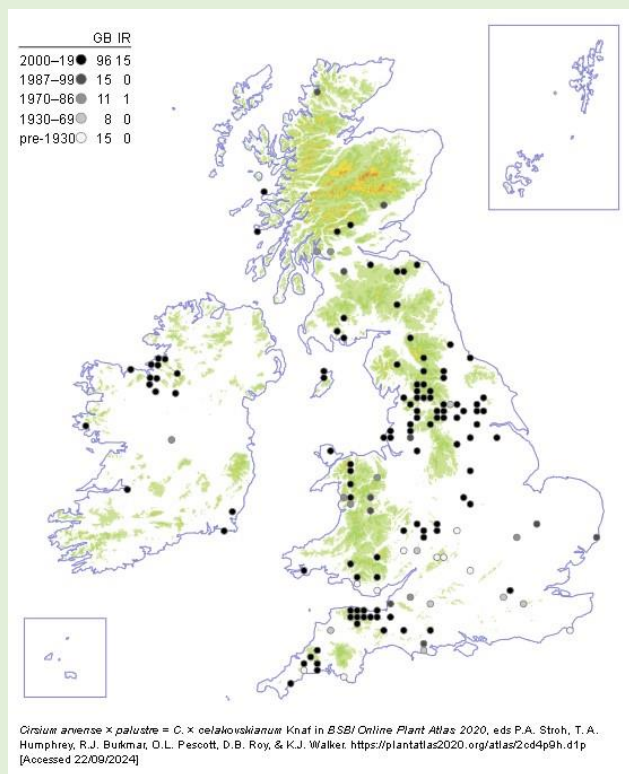 GB IR
2000–19 96 15
1987–99 15 0
1970–86 11 1
1930–69 8 0
pre-1930 15 0
Cirsium arvense × palustre = C. × celakovskianum Knaf in BSBI Online Plant Atlas 2020, eds P.A. Stroh, T. A.
Humphrey, R.J. Burkmar, O.L. Pescott, D.B. Roy, & K.J. Walker. https://plantatlas2020.org/atlas/2cd4p9h.d1p
[Accessed 22/09/2024]